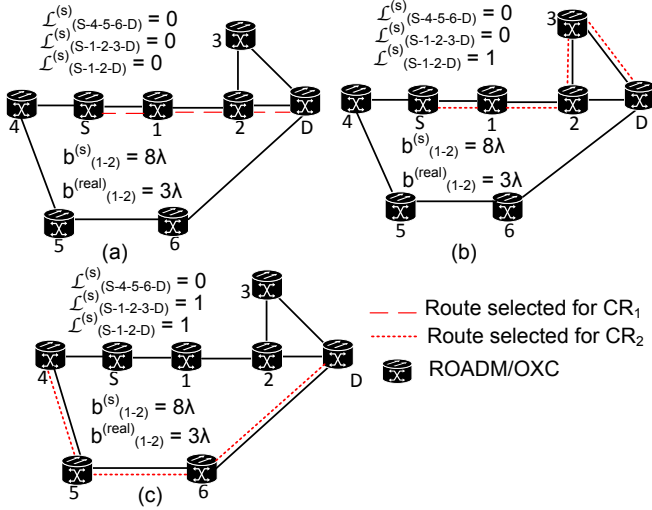 ℒ^(s)_(S-4-5-6-D) = 0
ℒ^(s)_(S-1-2-3-D) = 0
ℒ^(s)_(S-1-2-D) = 0
3
4 S 1 2 D
b^(s)_(1-2) = 8λ
b^(real)_(1-2) = 3λ
5 6
(a)
ℒ^(s)_(S-4-5-6-D) = 0
ℒ^(s)_(S-1-2-3-D) = 0
ℒ^(s)_(S-1-2-D) = 1
3
4 S 1 2 D
b^(s)_(1-2) = 8λ
b^(real)_(1-2) = 3λ
5 6
(b)
ℒ^(s)_(S-4-5-6-D) = 0
ℒ^(s)_(S-1-2-3-D) = 1
ℒ^(s)_(S-1-2-D) = 1
3
4 S 1 2 D
b^(s)_(1-2) = 8λ
b^(real)_(1-2) = 3λ
5 6
(c)
Route selected for CR₁
Route selected for CR₂
ROADM/OXC